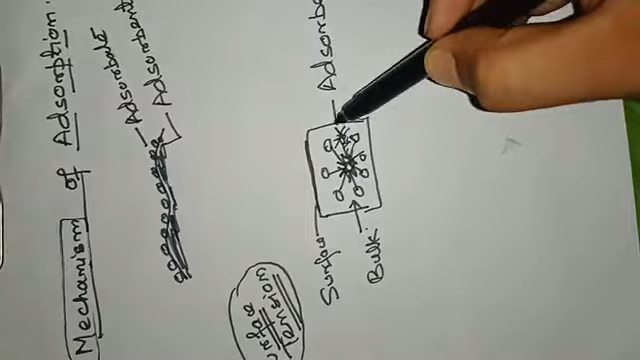 Mechanism of Adsorption.
Adsorbate
Adsorbent
Adsorbe
Surface
Bulk
Surface
Tension